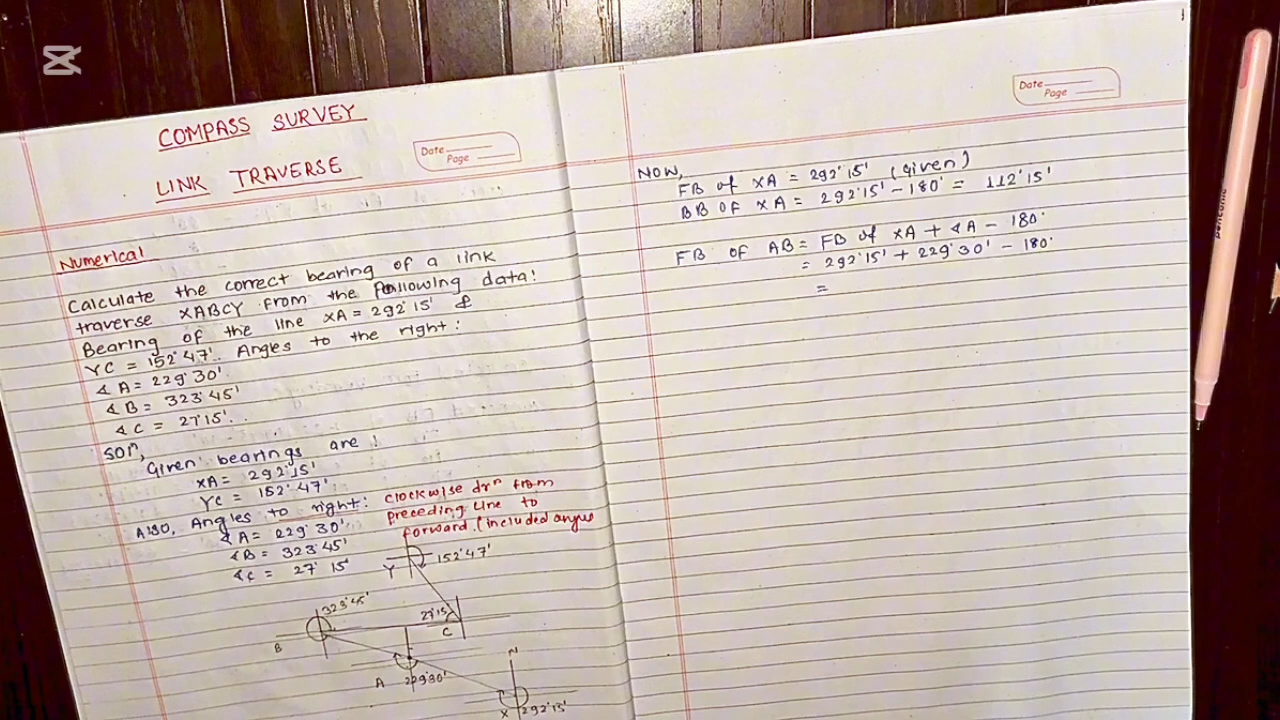 COMPASS SURVEY
LINK TRAVERSE
Date
Page
Numerical
Calculate the correct bearing of a link
traverse XABCY from the following data:
Bearing of the line XA = 292°15' &
YC = 152°47'. Angles to the right:
∡ A = 229°30'
∡ B = 323°45'
∡ C = 27°15'.
Solⁿ,
Given bearings are:
XA = 292°15'
YC = 152°47'
Also, Angles to right: clockwise drⁿ from
preceding line to
forward (included angles
∡ A = 229°30'
∡ B = 323°45'
∡ C = 27°15'
Y 152°47'
323°45'
27°15'
B
C
A 229°30'
N
X 292°15'
Date
Page
NOW,
FB of XA = 292°15' (Given)
BB OF XA = 292°15' - 180° = 112°15'
FB OF AB = FB of XA + ∡A - 180°
= 292°15' + 229°30' - 180°
=